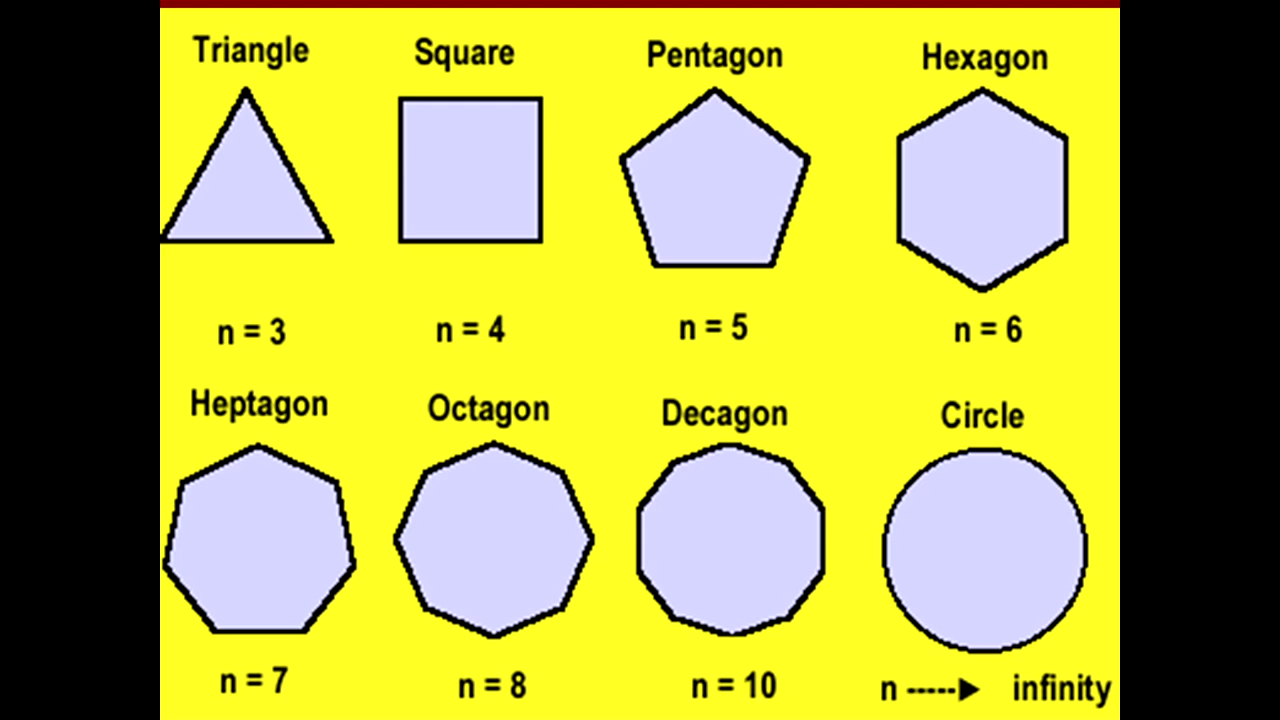 Triangle Square Pentagon Hexagon
n = 3 n = 4 n = 5 n = 6
Heptagon Octagon Decagon Circle
n = 7 n = 8 n = 10 n -----► infinity